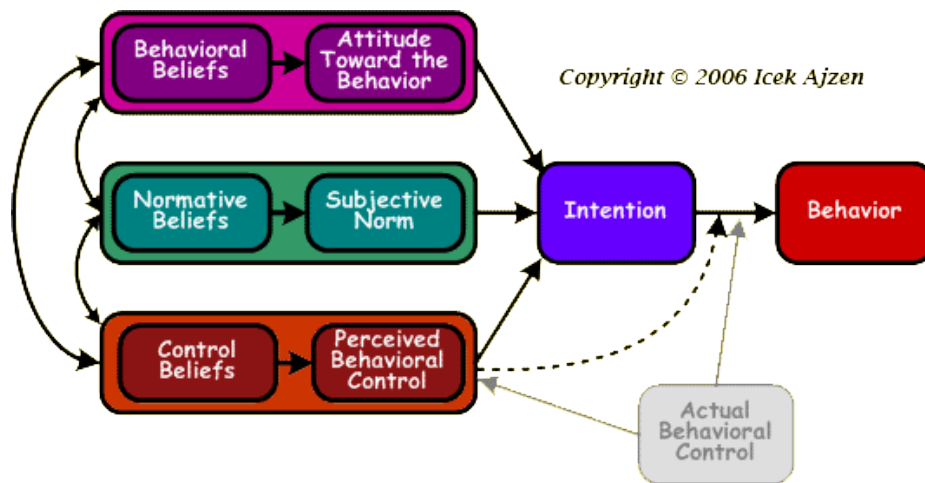 Behavioral
Beliefs
Attitude
Toward the
Behavior
Copyright © 2006 Icek Ajzen
Normative
Beliefs
Subjective
Norm
Intention
Behavior
Control
Beliefs
Perceived
Behavioral
Control
Actual
Behavioral
Control